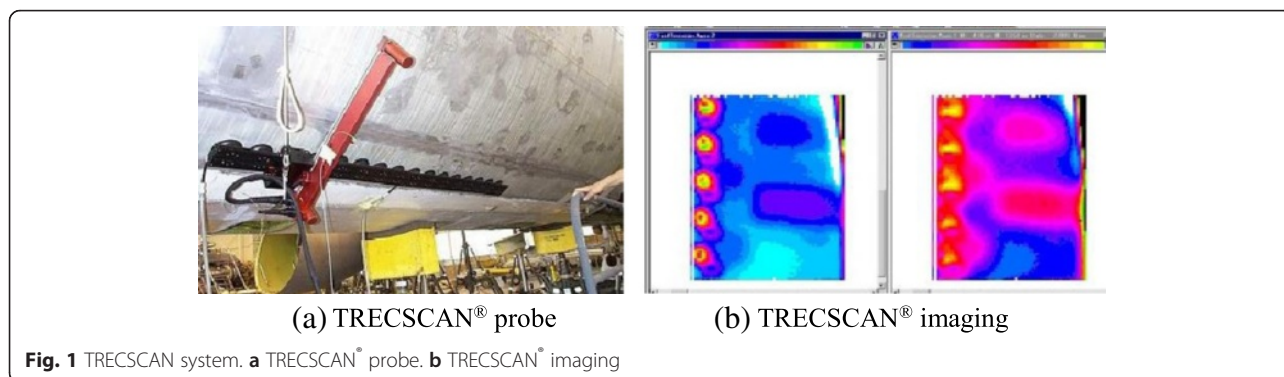 (a) TRECSCAN® probe
(b) TRECSCAN® imaging
Fig. 1 TRECSCAN system. a TRECSCAN® probe. b TRECSCAN® imaging